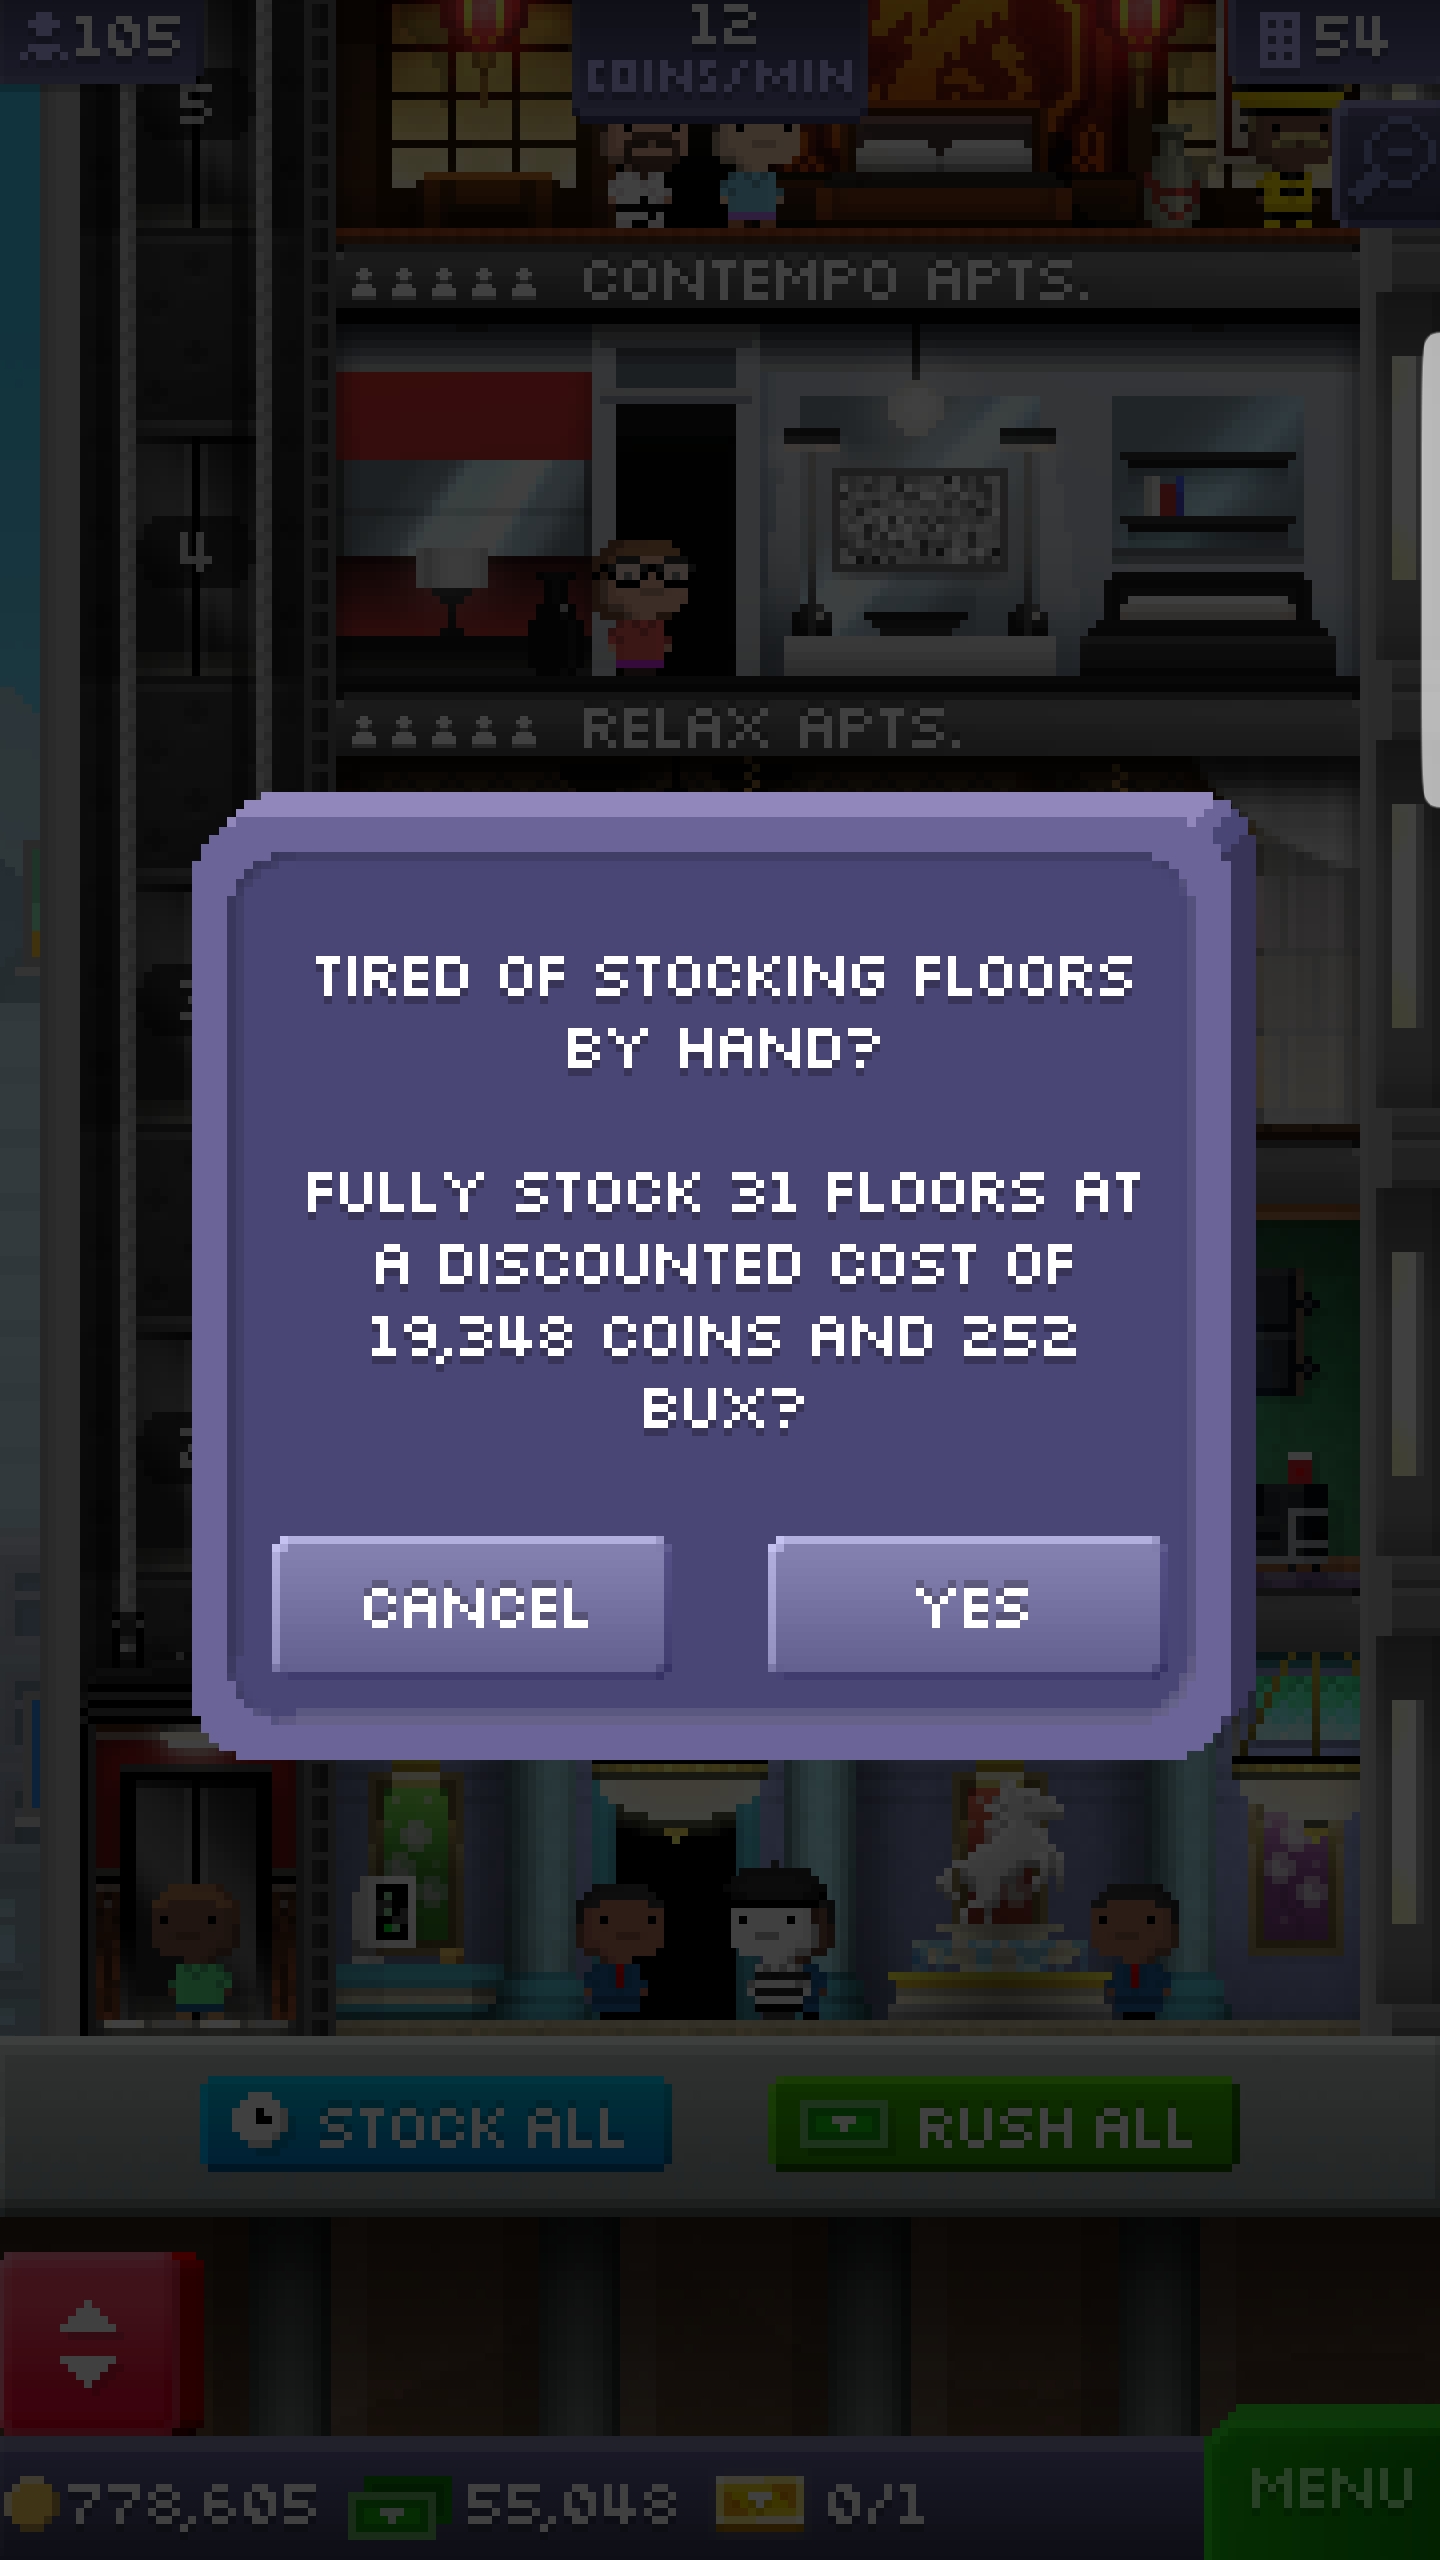 105
12
COINS/MIN
54
5
CONTEMPO APTS.
4
RELAX APTS.
TIRED OF STOCKING FLOORS
BY HAND?
FULLY STOCK 31 FLOORS AT
A DISCOUNTED COST OF
19,348 COINS AND 252
BUX?
CANCEL
YES
STOCK ALL
RUSH ALL
778,605
55,048
0/1
MENU